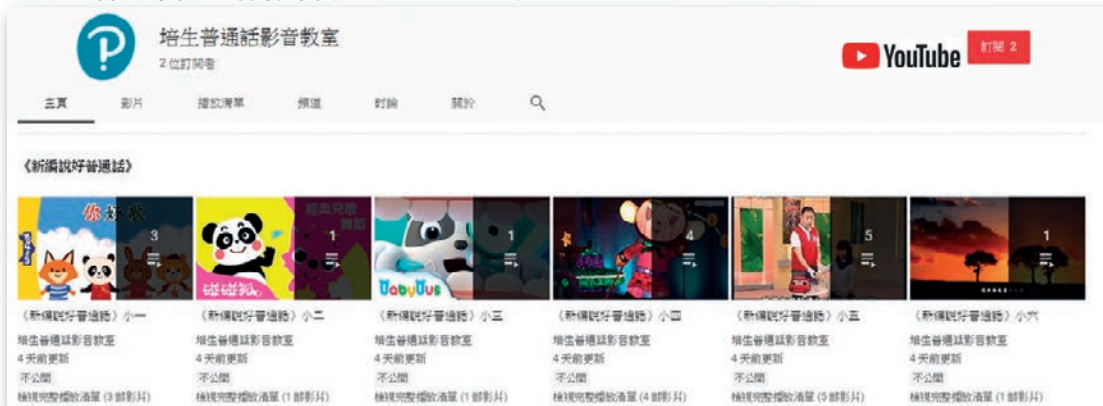 培生普通話影音教室
2 位訂閱者
YouTube
訂閱 2
主頁 影片 播放清單 頻道 討論 關於
《新編說好普通話》
你好歌
3
經典兒歌
1
碰碰狐
1
BabyBus
4
5
1
《新編說好普通話》小一
《新編說好普通話》小二
《新編說好普通話》小三
《新編說好普通話》小四
《新編說好普通話》小五
《新編說好普通話》小六
培生普通話影音教室
培生普通話影音教室
培生普通話影音教室
培生普通話影音教室
培生普通話影音教室
培生普通話影音教室
4 天前更新
4 天前更新
4 天前更新
4 天前更新
4 天前更新
4 天前更新
不公開
不公開
不公開
不公開
不公開
不公開
檢視完整播放清單 (3 部影片)
檢視完整播放清單 (1 部影片)
檢視完整播放清單 (1 部影片)
檢視完整播放清單 (4 部影片)
檢視完整播放清單 (5 部影片)
檢視完整播放清單 (1 部影片)